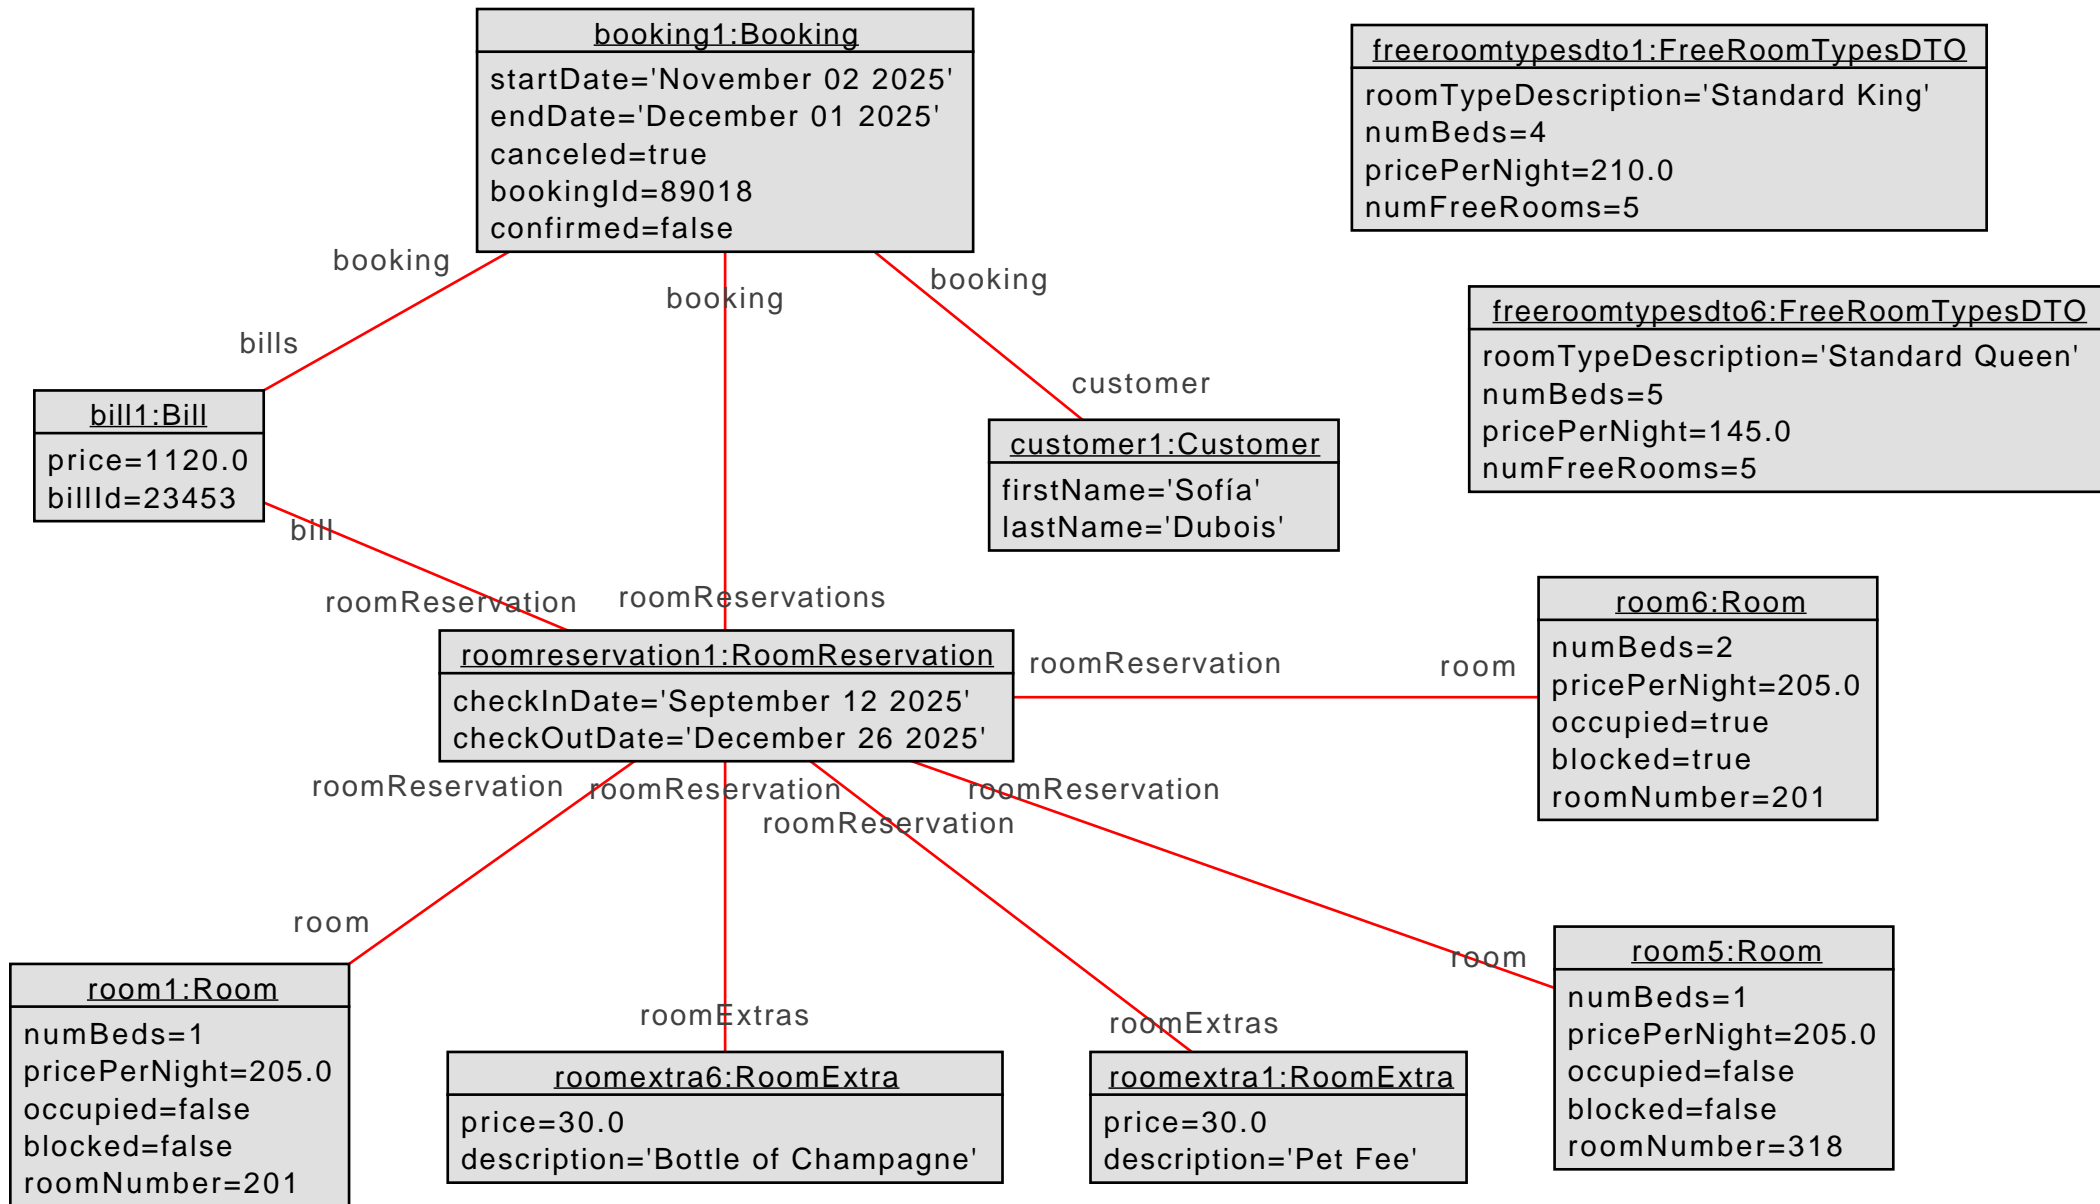 booking1:Booking
startDate='November 02 2025'
endDate='December 01 2025'
canceled=true
bookingId=89018
confirmed=false
freeroomtypesdto1:FreeRoomTypesDTO
roomTypeDescription='Standard King'
numBeds=4
pricePerNight=210.0
numFreeRooms=5
freeroomtypesdto6:FreeRoomTypesDTO
roomTypeDescription='Standard Queen'
numBeds=5
pricePerNight=145.0
numFreeRooms=5
booking
booking
booking
bills
customer
bill1:Bill
price=1120.0
billId=23453
customer1:Customer
firstName='Sofía'
lastName='Dubois'
bill
roomReservation
roomReservations
roomreservation1:RoomReservation
checkInDate='September 12 2025'
checkOutDate='December 26 2025'
roomReservation
room
room6:Room
numBeds=2
pricePerNight=205.0
occupied=true
blocked=true
roomNumber=201
roomReservation
roomReservation
roomReservation
roomReservation
room
roomExtras
roomExtras
room
room1:Room
numBeds=1
pricePerNight=205.0
occupied=false
blocked=false
roomNumber=201
roomextra6:RoomExtra
price=30.0
description='Bottle of Champagne'
roomextra1:RoomExtra
price=30.0
description='Pet Fee'
room5:Room
numBeds=1
pricePerNight=205.0
occupied=false
blocked=false
roomNumber=318